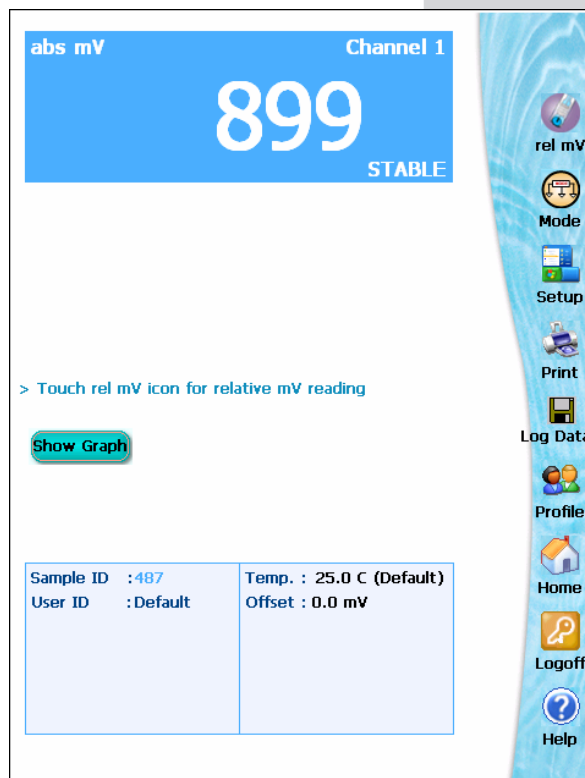 abs mV Channel 1
899
STABLE
> Touch rel mV icon for relative mV reading
Show Graph
Sample ID :487
User ID :Default
Temp. : 25.0 C (Default)
Offset : 0.0 mV
rel mV
Mode
Setup
Print
Log Data
Profile
Home
Logoff
Help